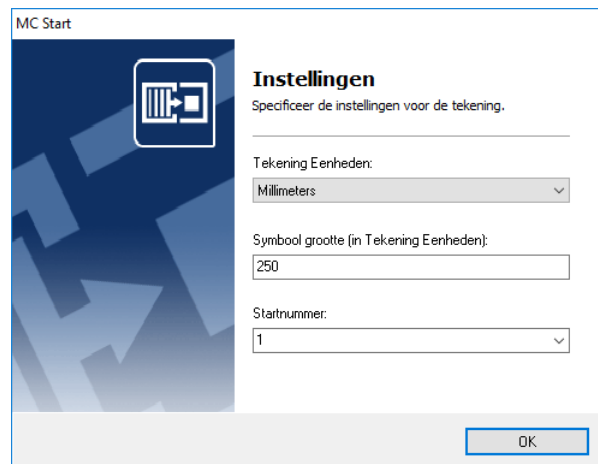 MC Start
Instellingen
Specificeer de instellingen voor de tekening.
Tekening Eenheden:
Millimeters
Symbool grootte (in Tekening Eenheden):
250
Startnummer:
1
OK